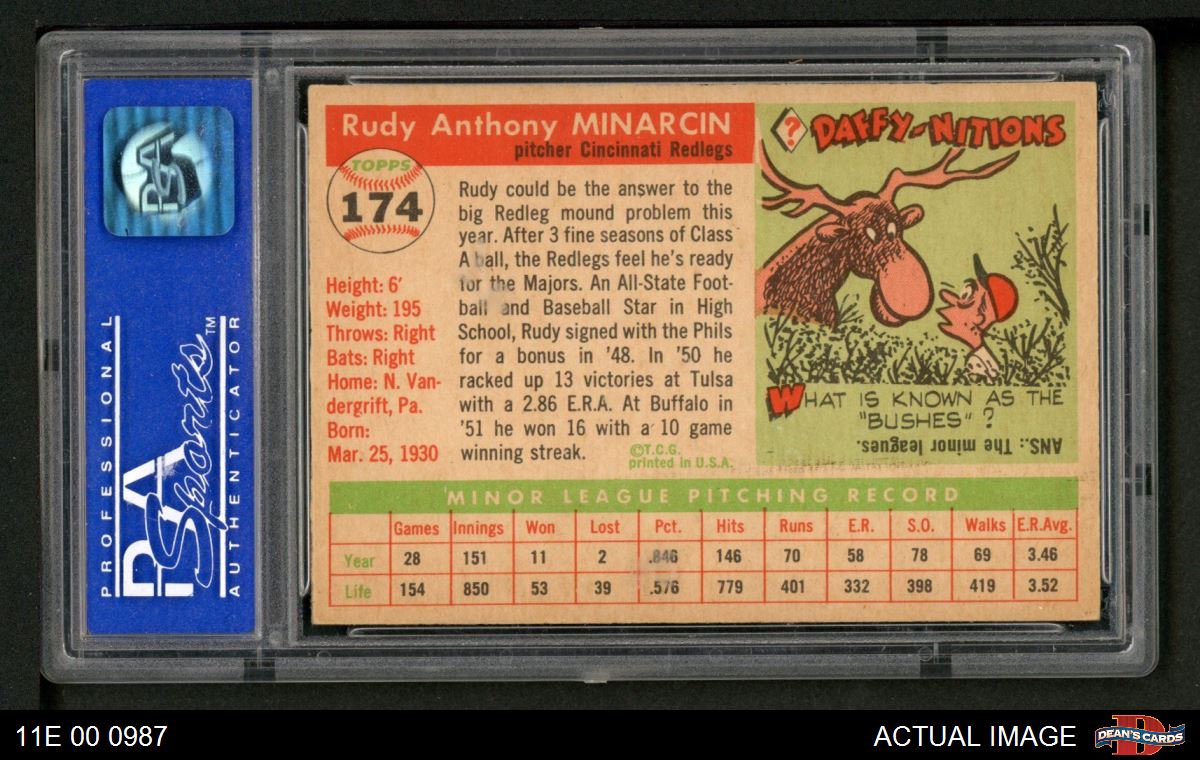 PSA
PROFESSIONAL
PSA
Sports™
AUTHENTICATOR
Rudy Anthony MINARCIN
pitcher Cincinnati Redlegs
TOPPS
174
Height: 6'
Weight: 195
Throws: Right
Bats: Right
Home: N. Van-
dergrift, Pa.
Born:
Mar. 25, 1930
Rudy could be the answer to the
big Redleg mound problem this
year. After 3 fine seasons of Class
A ball, the Redlegs feel he's ready
for the Majors. An All-State Foot-
ball and Baseball Star in High
School, Rudy signed with the Phils
for a bonus in '48. In '50 he
racked up 13 victories at Tulsa
with a 2.86 E.R.A. At Buffalo in
'51 he won 16 with a 10 game
winning streak.
©T.C.G.
printed in U.S.A.
? DAFFY-NITIONS
WHAT IS KNOWN AS THE
"BUSHES" ?
ANS.: The minor leagues.
MINOR LEAGUE PITCHING RECORD
Games Innings Won Lost Pct. Hits Runs E.R. S.O. Walks E.R.Avg.
Year 28 151 11 2 .846 146 70 58 78 69 3.46
Life 154 850 53 39 .576 779 401 332 398 419 3.52
11E 00 0987
ACTUAL IMAGE
D
DEAN'S CARDS